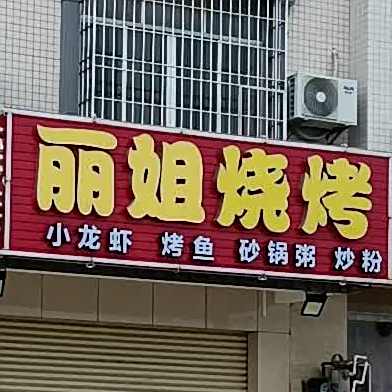 丽姐烧烤
小龙虾 烤鱼 砂锅粥 炒粉